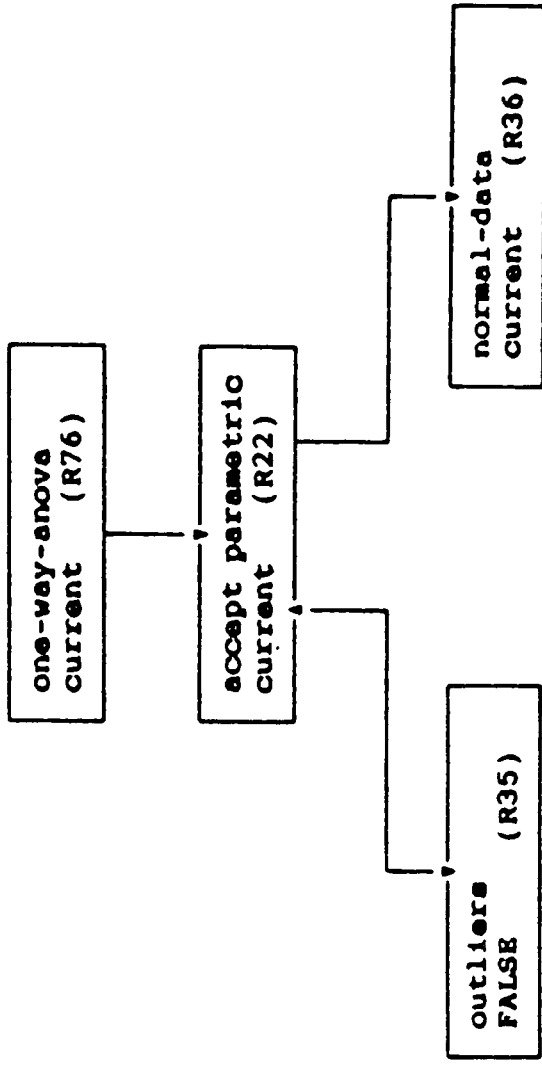 one-way-anova
current (R76)
accept parametric
current (R22)
outliers
FALSE (R35)
normal-data
current (R36)